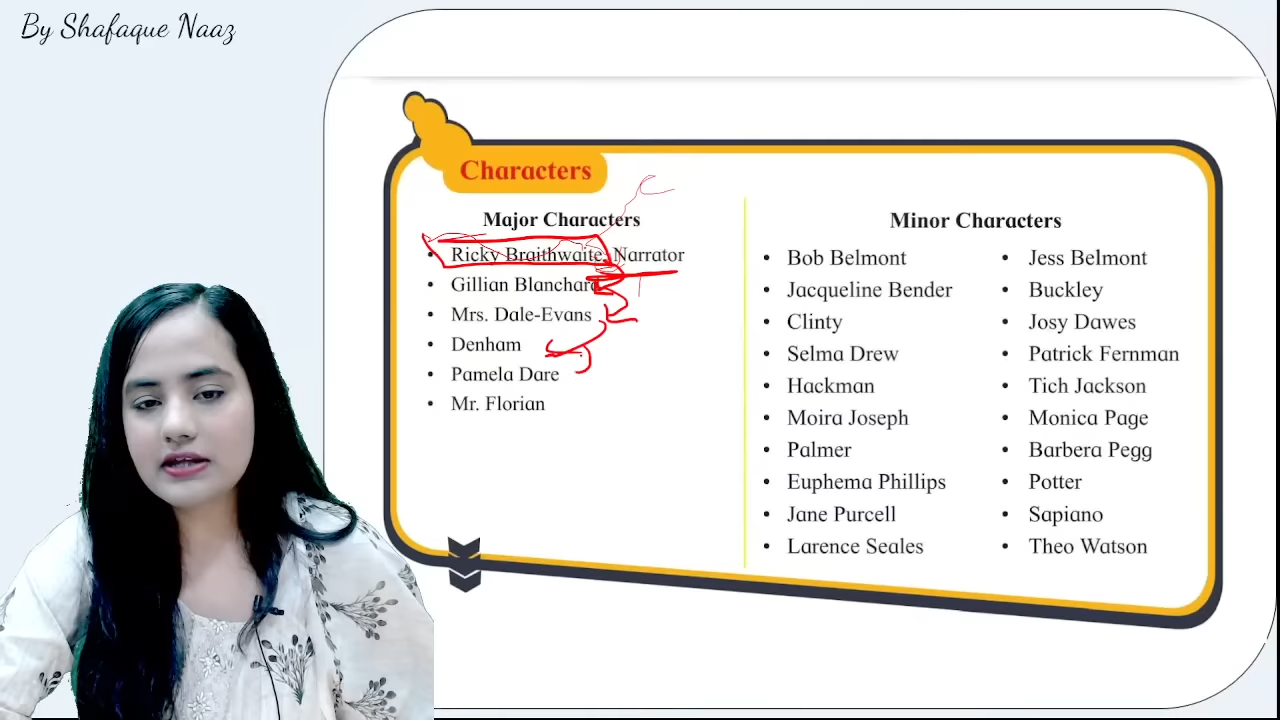 By Shafaque Naaz
Characters
Major Characters
• Ricky Braithwaite, Narrator
• Gillian Blanchard
• Mrs. Dale-Evans
• Denham
• Pamela Dare
• Mr. Florian
Minor Characters
• Bob Belmont
• Jacqueline Bender
• Clinty
• Selma Drew
• Hackman
• Moira Joseph
• Palmer
• Euphema Phillips
• Jane Purcell
• Larence Seales
• Jess Belmont
• Buckley
• Josy Dawes
• Patrick Fernman
• Tich Jackson
• Monica Page
• Barbera Pegg
• Potter
• Sapiano
• Theo Watson